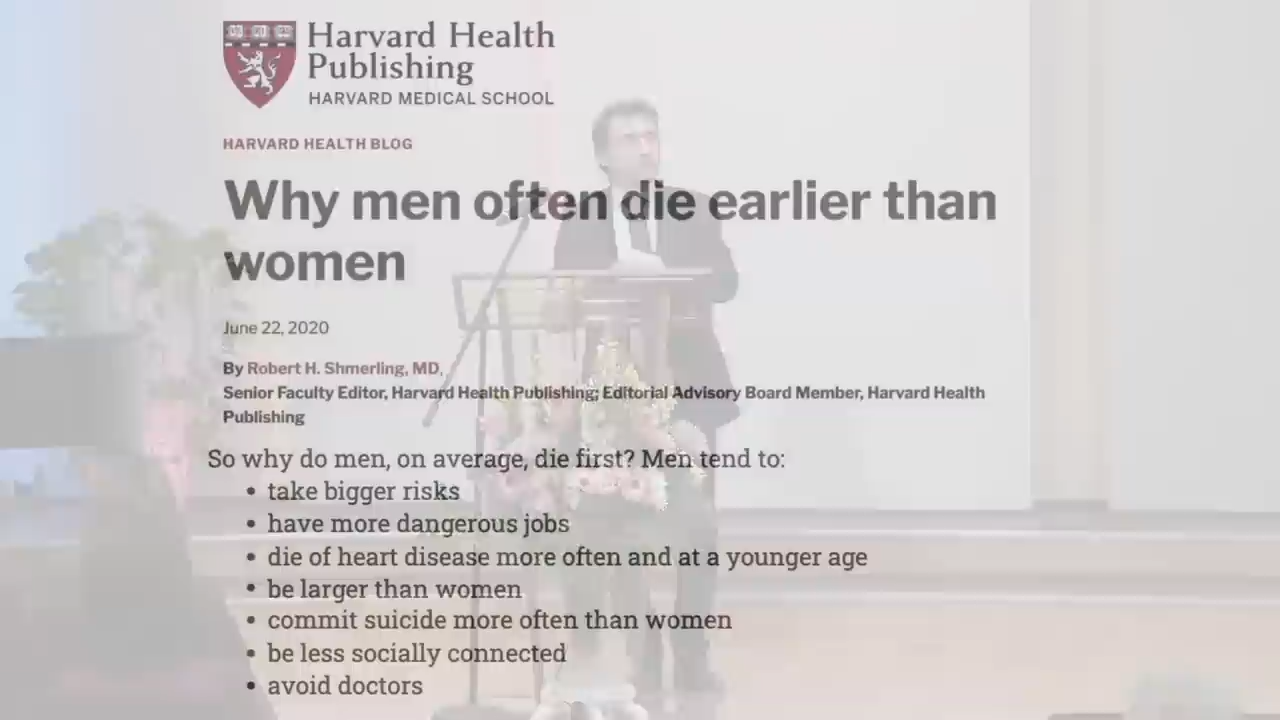 Harvard Health
Publishing
HARVARD MEDICAL SCHOOL
HARVARD HEALTH BLOG
Why men often die earlier than
women
June 22, 2020
By Robert H. Shmerling, MD,
Senior Faculty Editor, Harvard Health Publishing; Editorial Advisory Board Member, Harvard Health
Publishing
So why do men, on average, die first? Men tend to:
• take bigger risks
• have more dangerous jobs
• die of heart disease more often and at a younger age
• be larger than women
• commit suicide more often than women
• be less socially connected
• avoid doctors